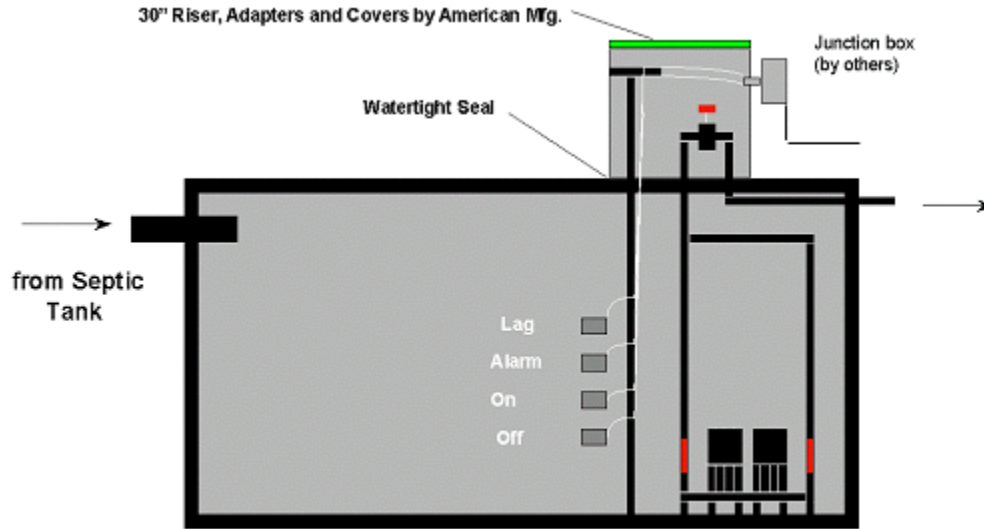 30" Riser, Adapters and Covers by American Mfg.
Junction box
(by others)
Watertight Seal
from Septic
Tank
Lag
Alarm
On
Off